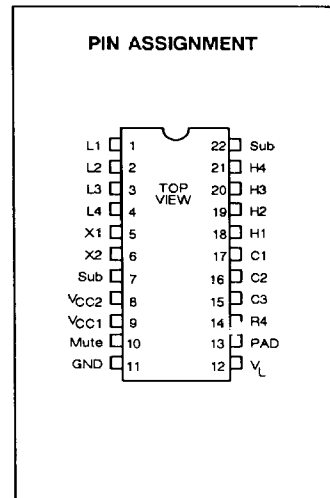 PIN ASSIGNMENT
TOP
VIEW
L1 1 22 Sub
L2 2 21 H4
L3 3 20 H3
L4 4 19 H2
X1 5 18 H1
X2 6 17 C1
Sub 7 16 C2
VCC2 8 15 C3
VCC1 9 14 R4
Mute 10 13 PAD
GND 11 12 VL